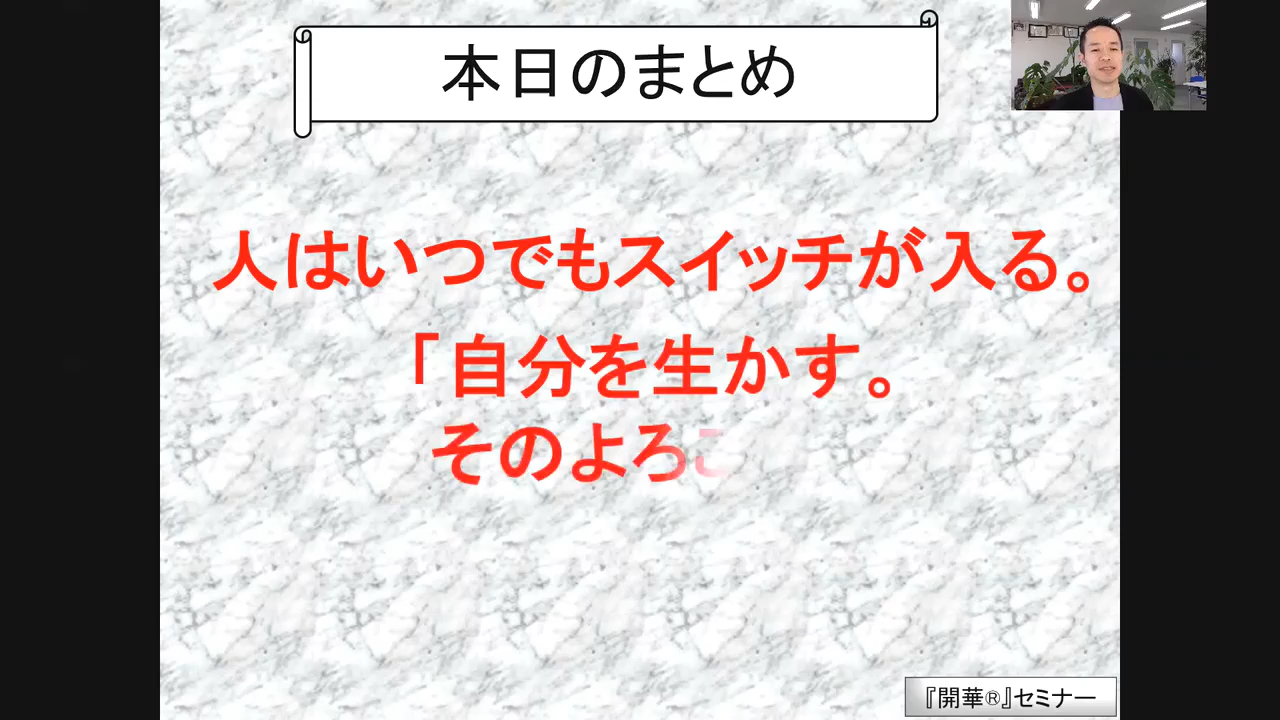 本日のまとめ
人はいつでもスイッチが入る。
「自分を生かす。
そのよろこ
『開華®』セミナー